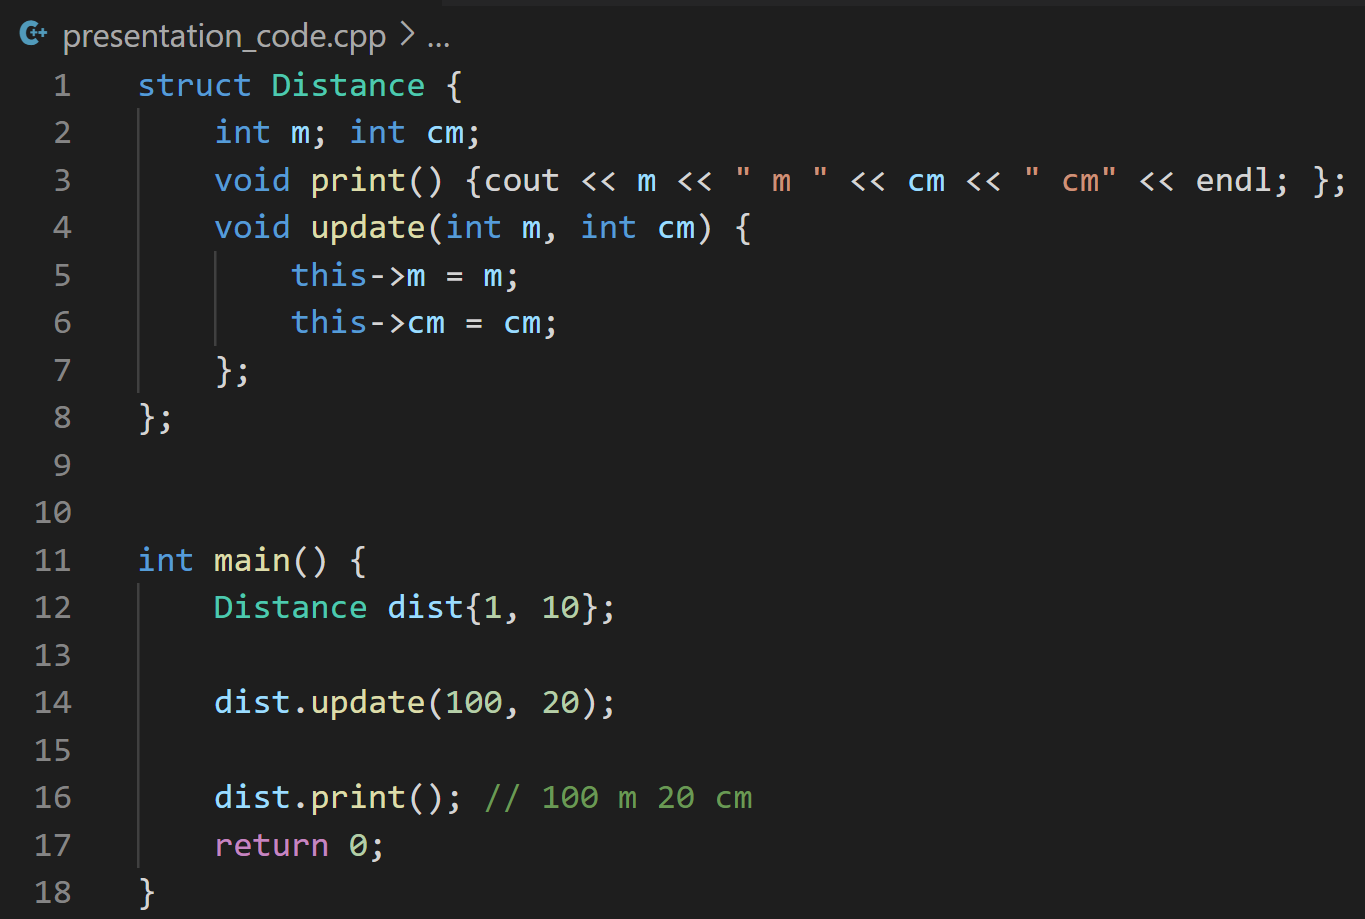 presentation_code.cpp > ...
1 struct Distance {
2     int m; int cm;
3     void print() {cout << m << " m " << cm << " cm" << endl; };
4     void update(int m, int cm) {
5         this->m = m;
6         this->cm = cm;
7     };
8 };
9
10
11 int main() {
12     Distance dist{1, 10};
13
14     dist.update(100, 20);
15
16     dist.print(); // 100 m 20 cm
17     return 0;
18 }